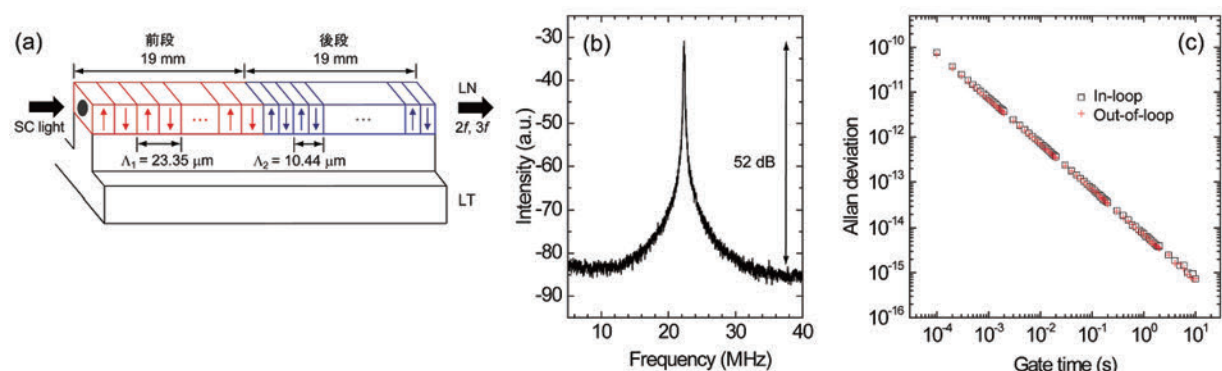 (a)
前段
19 mm
後段
19 mm
SC light
LN
2f, 3f
Λ₁ = 23.35 μm
Λ₂ = 10.44 μm
...
...
LT
(b)
Intensity (a.u.)
-30
-40
-50
-60
-70
-80
-90
52 dB
10 20 30 40
Frequency (MHz)
(c)
Allan deviation
10⁻¹⁰
10⁻¹¹
10⁻¹²
10⁻¹³
10⁻¹⁴
10⁻¹⁵
10⁻¹⁶
In-loop
Out-of-loop
10⁻⁴ 10⁻³ 10⁻² 10⁻¹ 10⁰ 10¹
Gate time (s)